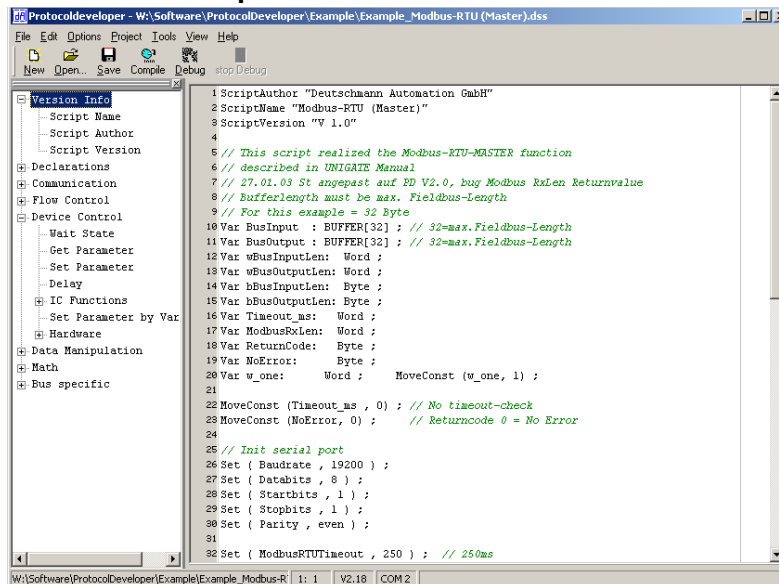 Protocoldeveloper - W:\Software\ProtocolDeveloper\Example\Example_Modbus-RTU (Master).dss
File Edit Options Project Tools View Help
New Open... Save Compile Debug stop Debug
Version Info
Script Name
Script Author
Script Version
Declarations
Communication
Flow Control
Device Control
Wait State
Get Parameter
Set Parameter
Delay
IC Functions
Set Parameter by Var
Hardware
Data Manipulation
Math
Bus specific
1 ScriptAuthor "Deutschmann Automation GmbH"
2 ScriptName "Modbus-RTU (Master)"
3 ScriptVersion "V 1.0"
4
5 // This script realized the Modbus-RTU-MASTER function
6 // described in UNIGATE Manual
7 // 27.01.03 St angepast auf PD V2.0, bug Modbus RxLen Returnvalue
8 // Bufferlength must be max. Fieldbus-Length
9 // For this example = 32 Byte
10 Var BusInput : BUFFER[32] ; // 32=max.Fieldbus-Length
11 Var BusOutput : BUFFER[32] ; // 32=max.Fieldbus-Length
12 Var wBusInputLen: Word ;
13 Var wBusOutputLen: Word ;
14 Var bBusInputLen: Byte ;
15 Var bBusOutputLen: Byte ;
16 Var Timeout_ms: Word ;
17 Var ModbusRxLen: Word ;
18 Var ReturnCode: Byte ;
19 Var NoError: Byte ;
20 Var w_one: Word ; MoveConst (w_one, 1) ;
21
22 MoveConst (Timeout_ms , 0) ; // No timeout-check
23 MoveConst (NoError, 0) ; // Returncode 0 = No Error
24
25 // Init serial port
26 Set ( Baudrate , 19200 ) ;
27 Set ( Databits , 8 ) ;
28 Set ( Startbits , 1 ) ;
29 Set ( Stopbits , 1 ) ;
30 Set ( Parity , even ) ;
31
32 Set ( ModbusRTUTimeout , 250 ) ; // 250ms
W:\Software\ProtocolDeveloper\Example\Example_Modbus-R 1: 1 V2.18 COM 2